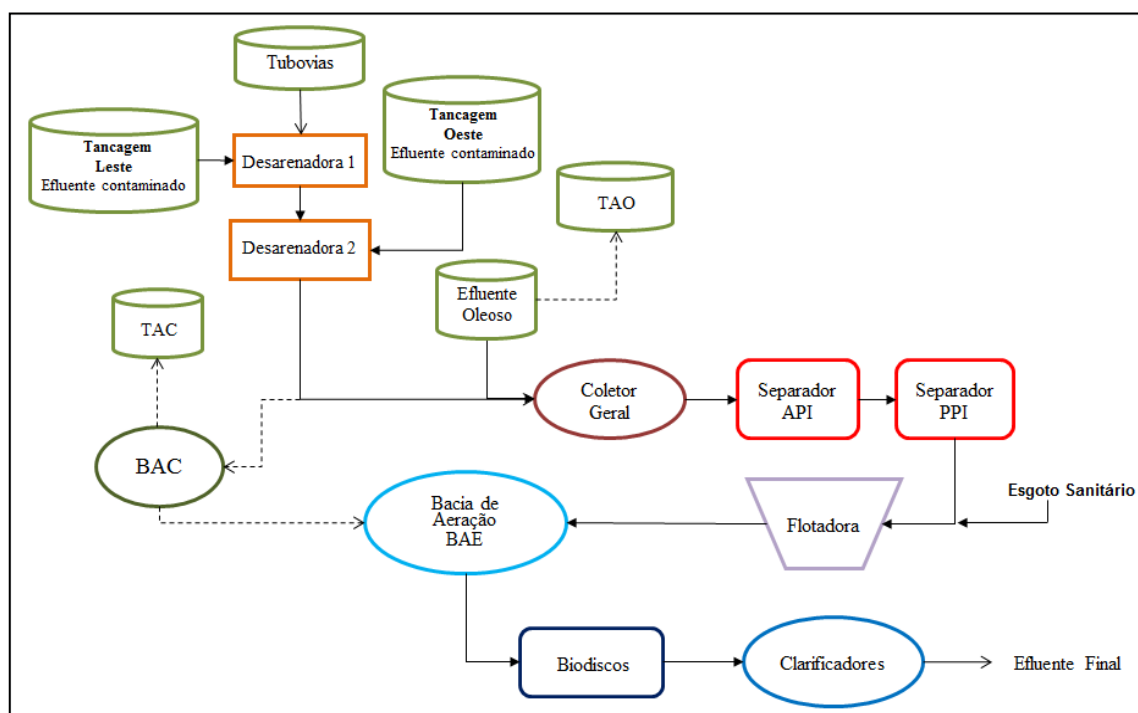 Tubovias
Tancagem
Oeste
Efluente contaminado
Tancagem
Leste
Efluente contaminado
Desarenadora 1
TAO
Desarenadora 2
Efluente
Oleoso
TAC
Coletor
Geral
Separador
API
Separador
PPI
BAC
Bacia de
Aeração
BAE
Flotadora
Esgoto Sanitário
Biodiscos
Clarificadores
Efluente Final